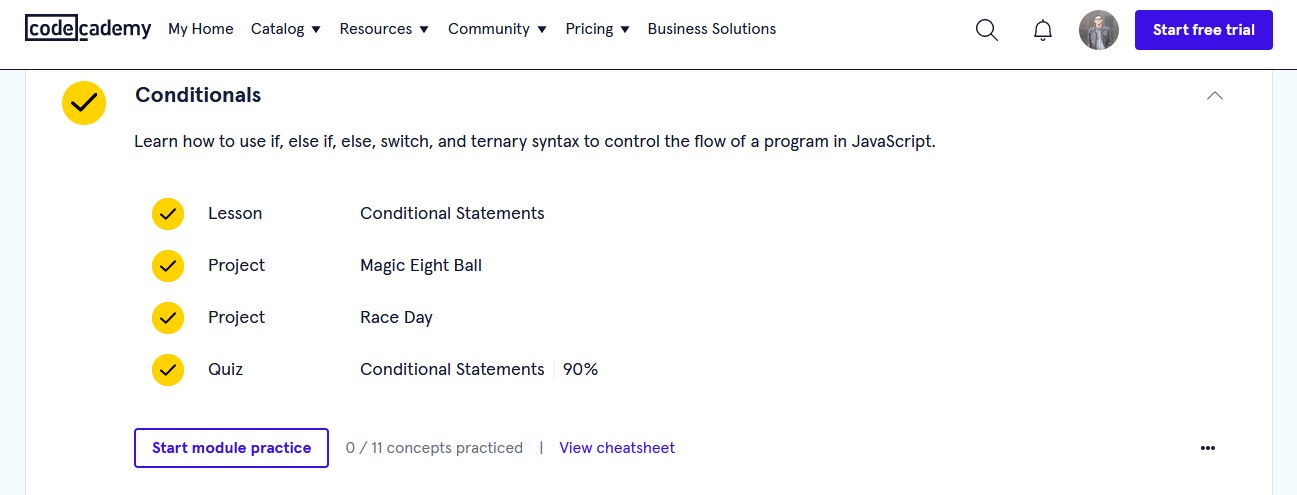 codecademy My Home Catalog Resources Community Pricing Business Solutions Start free trial
Conditionals
Learn how to use if, else if, else, switch, and ternary syntax to control the flow of a program in JavaScript.
Lesson Conditional Statements
Project Magic Eight Ball
Project Race Day
Quiz Conditional Statements 90%
Start module practice 0 / 11 concepts practiced | View cheatsheet